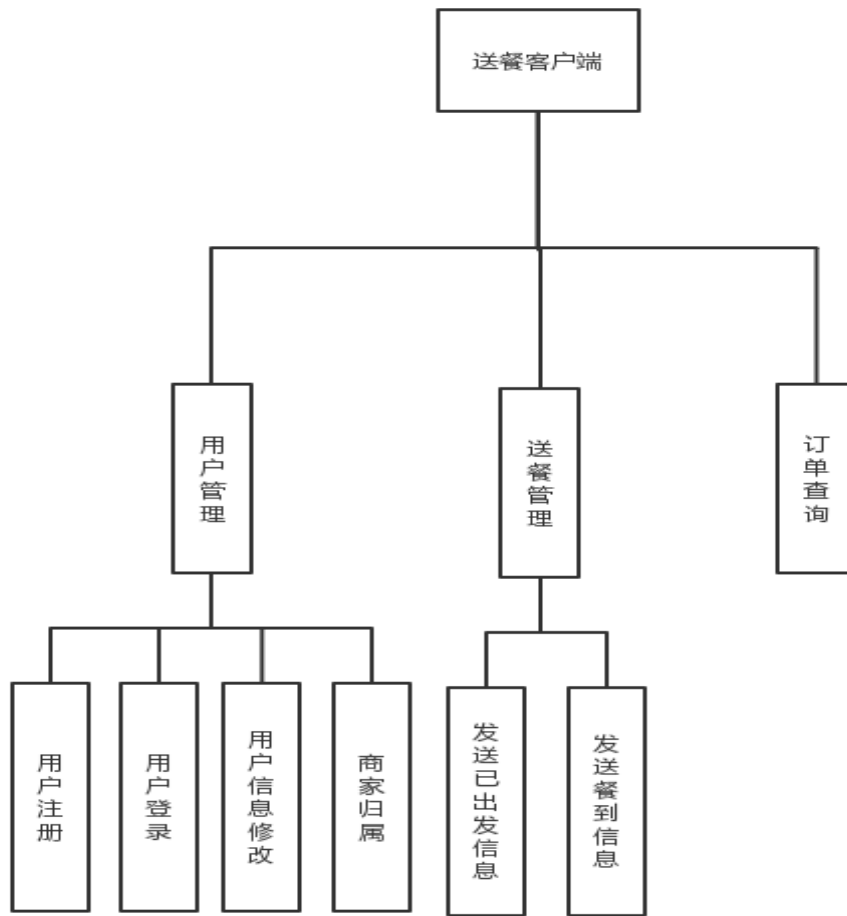 送餐客户端
用户管理
送餐管理
订单查询
用户注册
用户登录
用户信息修改
商家归属
发送已出发信息
发送餐到信息